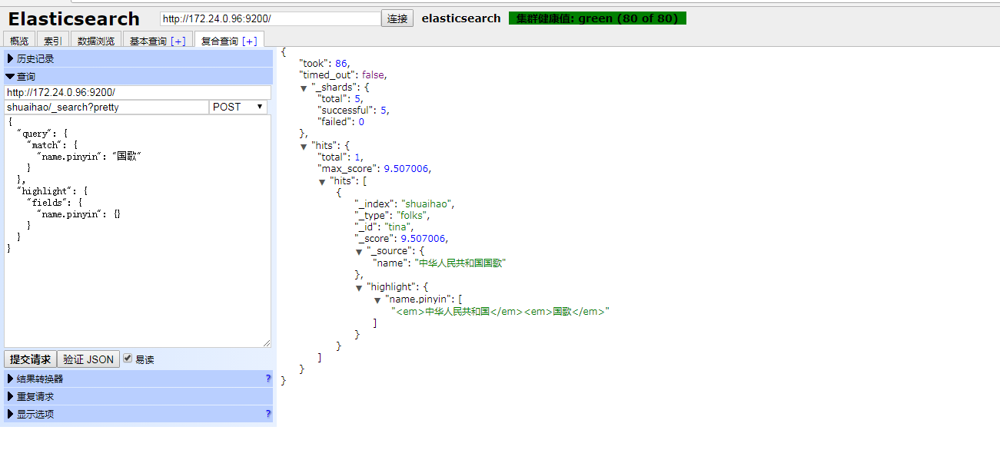 Elasticsearch
http://172.24.0.96:9200/
连接
elasticsearch
集群健康值: green (80 of 80)
概览
索引
数据浏览
基本查询 [+]
复合查询 [+]
历史记录
查询
http://172.24.0.96:9200/
shuaihao/_search?pretty
POST
{
"query": {
"match": {
"name.pinyin": "国歌"
}
},
"highlight": {
"fields": {
"name.pinyin": {}
}
}
}
提交请求
验证 JSON
易读
结果转换器
?
重复请求
显示选项
?
{
"took": 86,
"timed_out": false,
"_shards": {
"total": 5,
"successful": 5,
"failed": 0
},
"hits": {
"total": 1,
"max_score": 9.507006,
"hits": [
{
"_index": "shuaihao",
"_type": "folks",
"_id": "tina",
"_score": 9.507006,
"_source": {
"name": "中华人民共和国国歌"
},
"highlight": {
"name.pinyin": [
"<em>中华人民共和国</em><em>国歌</em>"
]
}
}
]
}
}